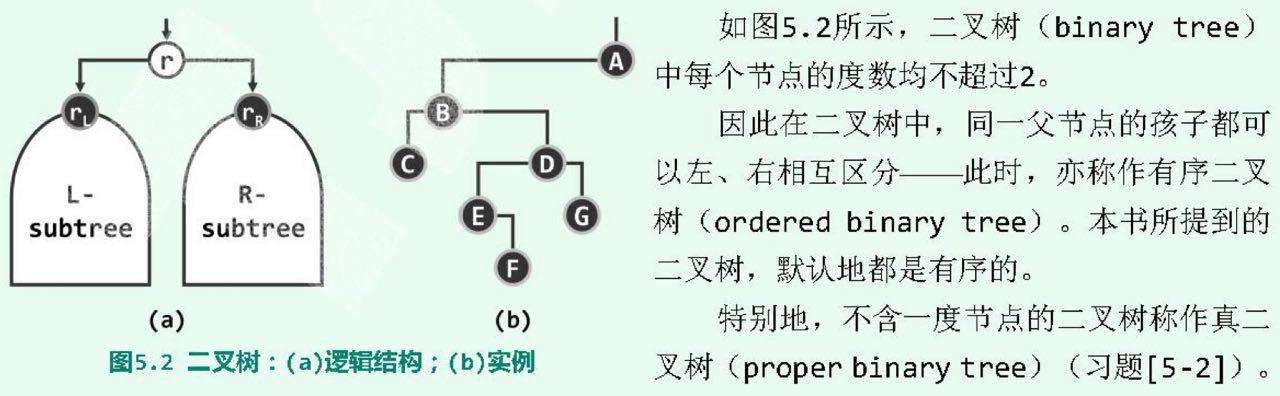 r
rL
rR
L-
subtree
R-
subtree
(a)
A
B
C
D
E
G
F
(b)
图5.2 二叉树：(a)逻辑结构；(b)实例
如图5.2所示，二叉树（binary tree）
中每个节点的度数均不超过2。
因此在二叉树中，同一父节点的孩子都可
以左、右相互区分——此时，亦称作有序二叉
树（ordered binary tree）。本书所提到的
二叉树，默认地都是有序的。
特别地，不含一度节点的二叉树称作真二
叉树（proper binary tree）（习题[5-2]）。